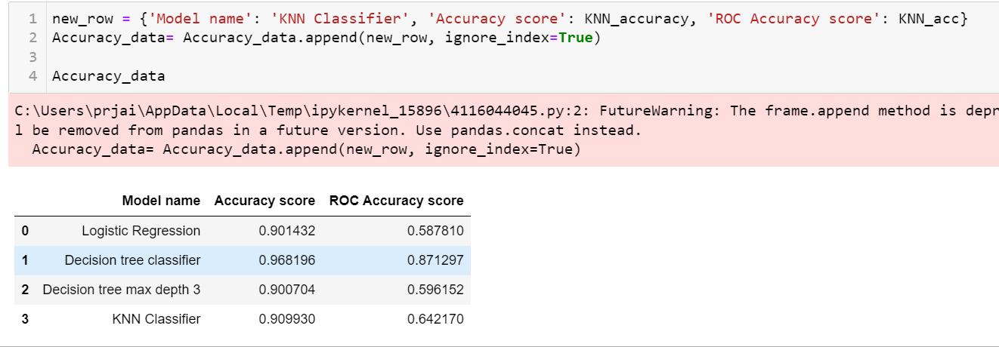 1 new_row = {'Model name': 'KNN Classifier', 'Accuracy score': KNN_accuracy, 'ROC Accuracy score': KNN_acc}
2 Accuracy_data= Accuracy_data.append(new_row, ignore_index=True)
3
4 Accuracy_data
C:\Users\prjai\AppData\Local\Temp\ipykernel_15896\4116044045.py:2: FutureWarning: The frame.append method is depr
l be removed from pandas in a future version. Use pandas.concat instead.
Accuracy_data= Accuracy_data.append(new_row, ignore_index=True)
Model name Accuracy score ROC Accuracy score
0 Logistic Regression 0.901432 0.587810
1 Decision tree classifier 0.968196 0.871297
2 Decision tree max depth 3 0.900704 0.596152
3 KNN Classifier 0.909930 0.642170